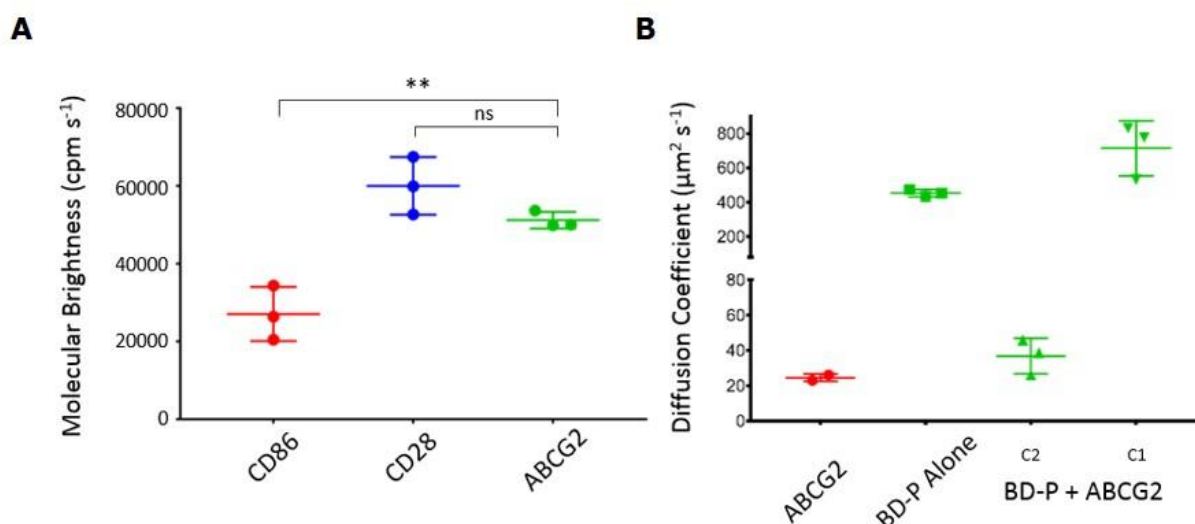 A
Molecular Brightness (cpm s-1)
80000
60000
40000
20000
0
**
ns
CD86
CD28
ABCG2
B
Diffusion Coefficient (µm² s-1)
800
600
400
200
80
60
40
20
0
ABCG2
BD-P Alone
C2
C1
BD-P + ABCG2